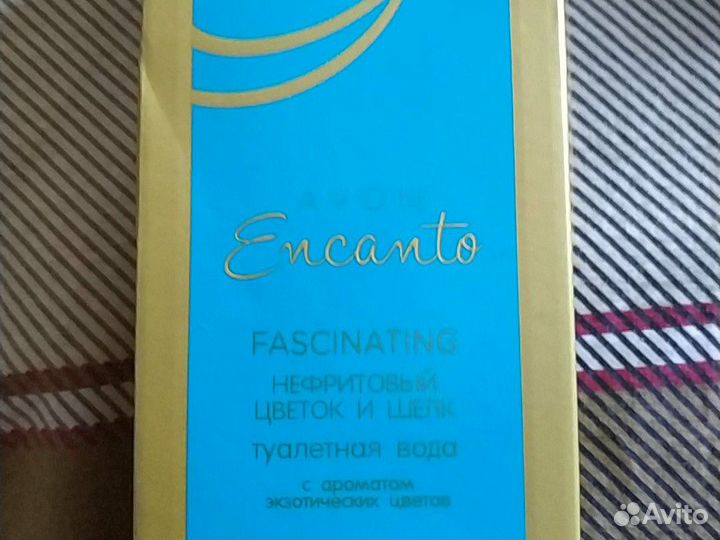 AVON
Encanto
FASCINATING
НЕФРИТОВЫЙ
ЦВЕТОК И ШЕЛК
туалетная вода
с ароматом
экзотических цветов
Avito